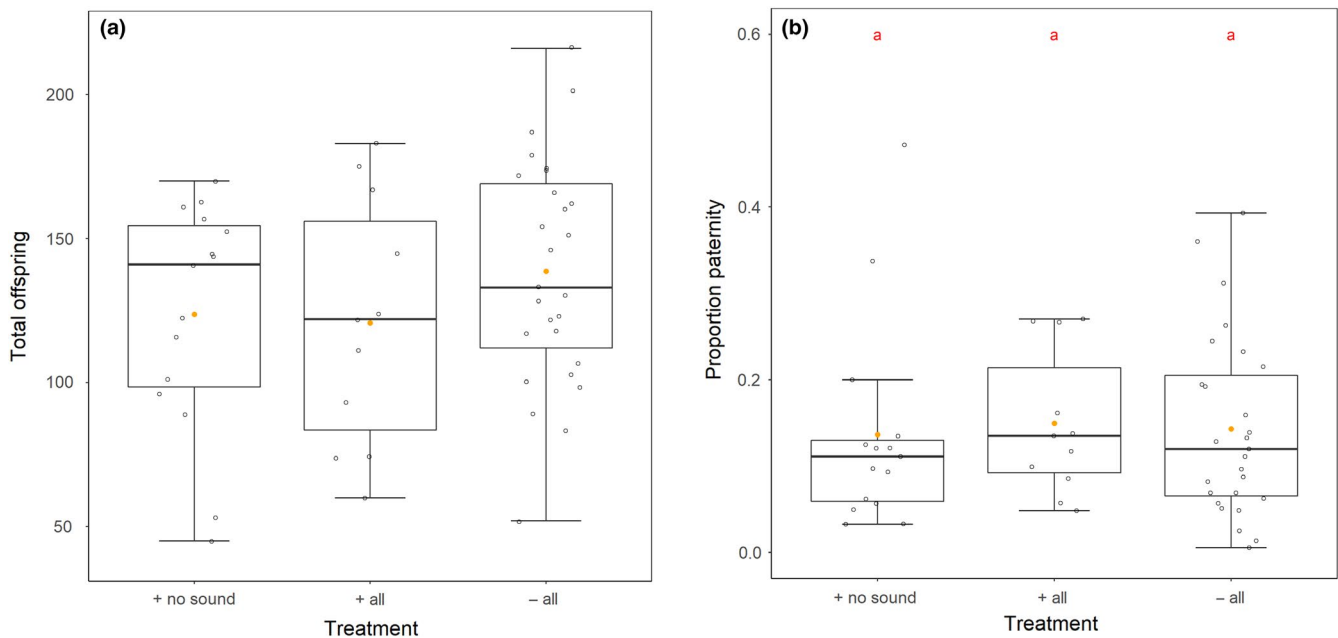 (a)
200
150
100
50
Total offspring
+ no sound
+ all
– all
Treatment
(b)
a
a
a
0.6
0.4
0.2
0.0
Proportion paternity
+ no sound
+ all
– all
Treatment